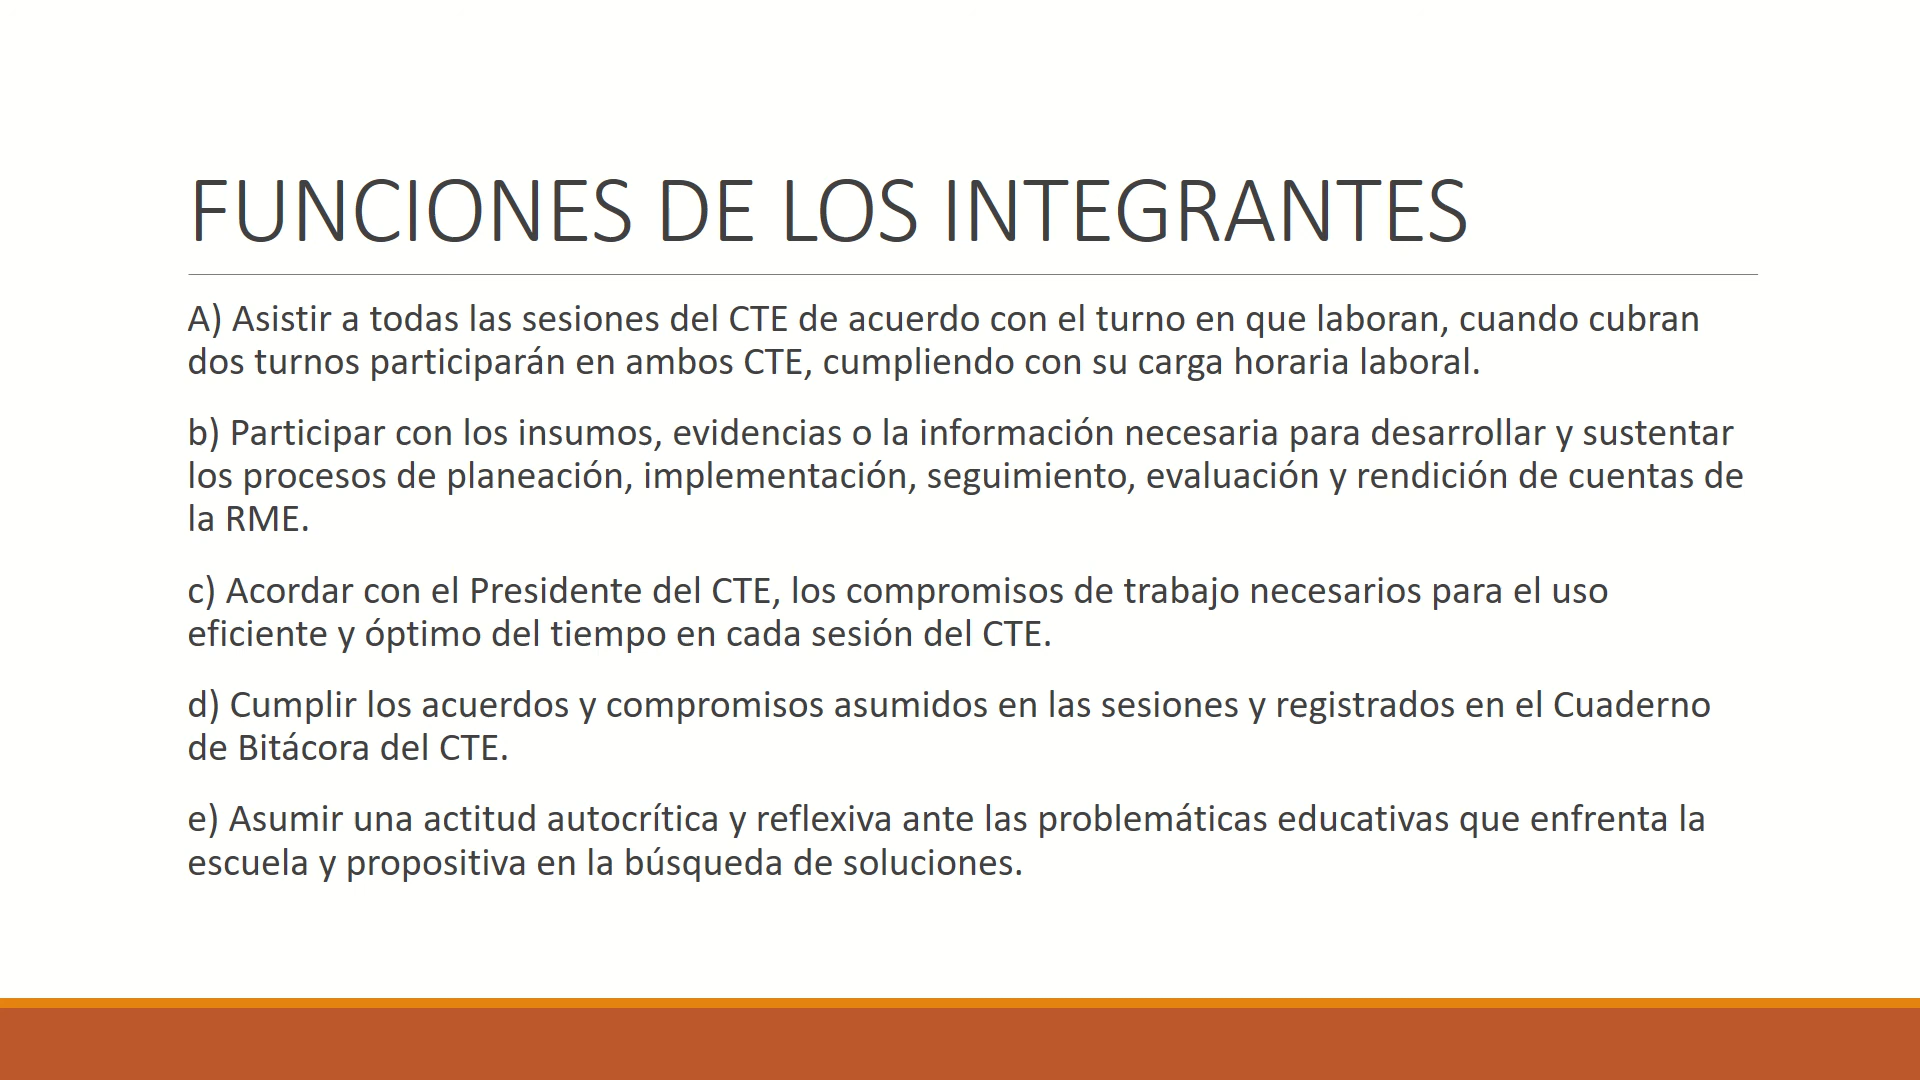 FUNCIONES DE LOS INTEGRANTES
A) Asistir a todas las sesiones del CTE de acuerdo con el turno en que laboran, cuando cubran
dos turnos participarán en ambos CTE, cumpliendo con su carga horaria laboral.
b) Participar con los insumos, evidencias o la información necesaria para desarrollar y sustentar
los procesos de planeación, implementación, seguimiento, evaluación y rendición de cuentas de
la RME.
c) Acordar con el Presidente del CTE, los compromisos de trabajo necesarios para el uso
eficiente y óptimo del tiempo en cada sesión del CTE.
d) Cumplir los acuerdos y compromisos asumidos en las sesiones y registrados en el Cuaderno
de Bitácora del CTE.
e) Asumir una actitud autocrítica y reflexiva ante las problemáticas educativas que enfrenta la
escuela y propositiva en la búsqueda de soluciones.